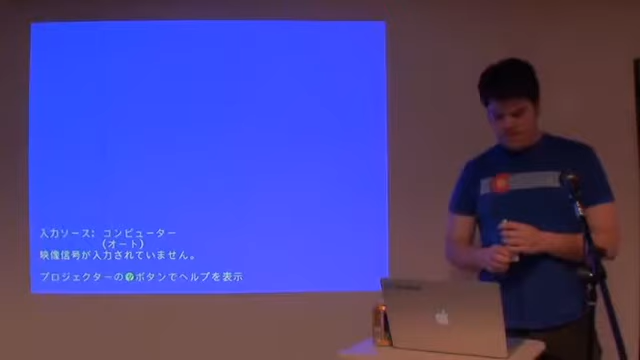 入力ソース: コンピューター
(オート)
映像信号が入力されていません。
プロジェクターの?ボタンでヘルプを表示